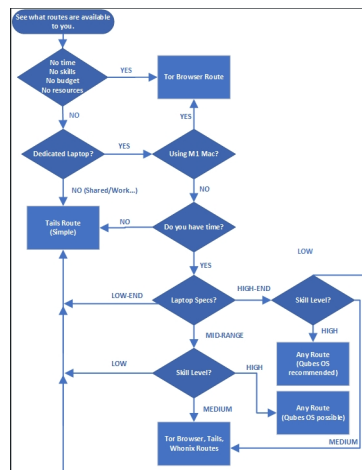 See what routes are available
to you.
No time
No skills
No budget
No resources
YES
Tor Browser Route
NO
YES
Dedicated Laptop?
YES
Using M1 Mac?
NO (Shared/Work...)
NO
Tails Route
(Simple)
NO
Do you have time?
LOW
YES
LOW-END
Laptop Specs?
HIGH-END
Skill Level?
MID-RANGE
HIGH
LOW
Skill Level?
HIGH
Any Route
(Qubes OS
recommended)
MEDIUM
Any Route
(Qubes OS possible)
Tor Browser, Tails,
Whonix Routes
MEDIUM